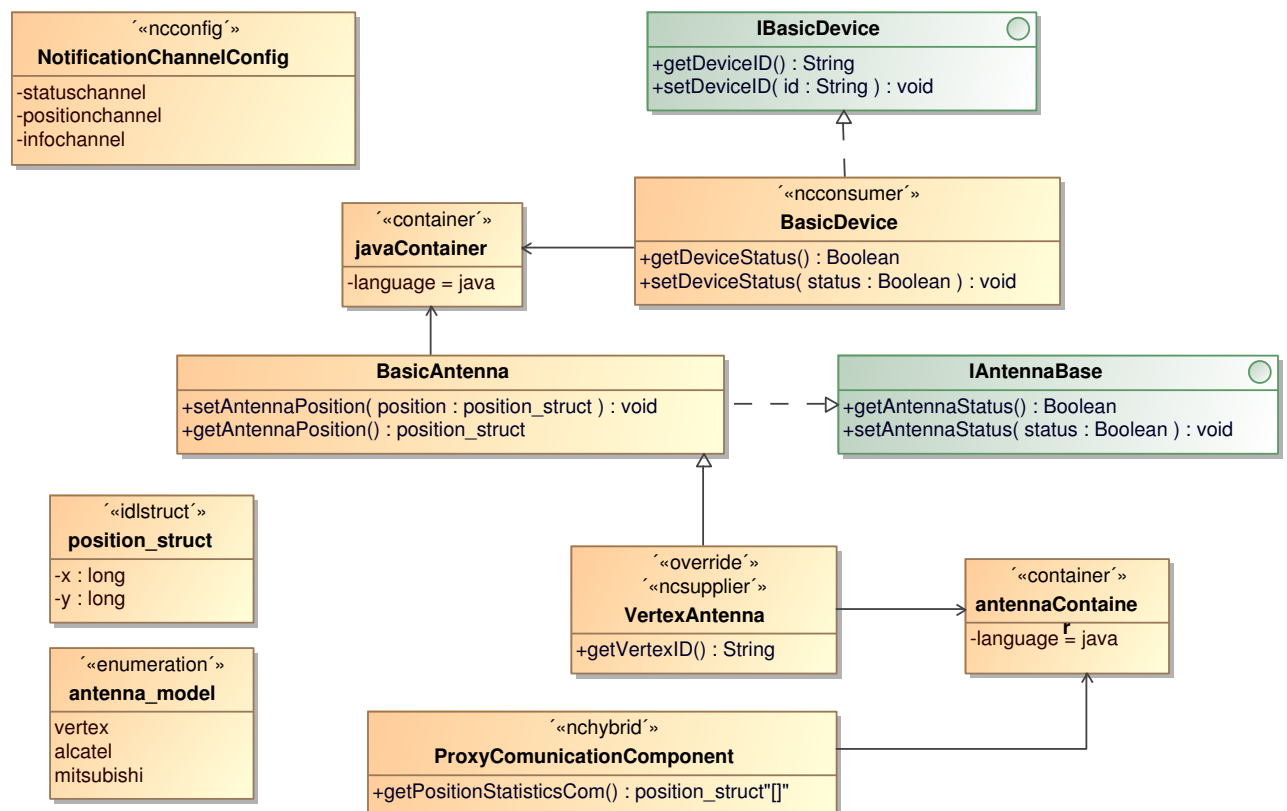 ´«ncconfig´»
NotificationChannelConfig
-statuschannel
-positionchannel
-infochannel
IBasicDevice
+getDeviceID() : String
+setDeviceID( id : String ) : void
´«ncconsumer´»
BasicDevice
+getDeviceStatus() : Boolean
+setDeviceStatus( status : Boolean ) : void
´«container´»
javaContainer
-language = java
BasicAntenna
+setAntennaPosition( position : position_struct ) : void
+getAntennaPosition() : position_struct
IAntennaBase
+getAntennaStatus() : Boolean
+setAntennaStatus( status : Boolean ) : void
´«idlstruct´»
position_struct
-x : long
-y : long
´«override´»
´«ncsupplier´»
VertexAntenna
+getVertexID() : String
´«container´»
antennaContaine
r
-language = java
´«enumeration´»
antenna_model
vertex
alcatel
mitsubishi
´«nchybrid´»
ProxyComunicationComponent
+getPositionStatisticsCom() : position_struct"[]"